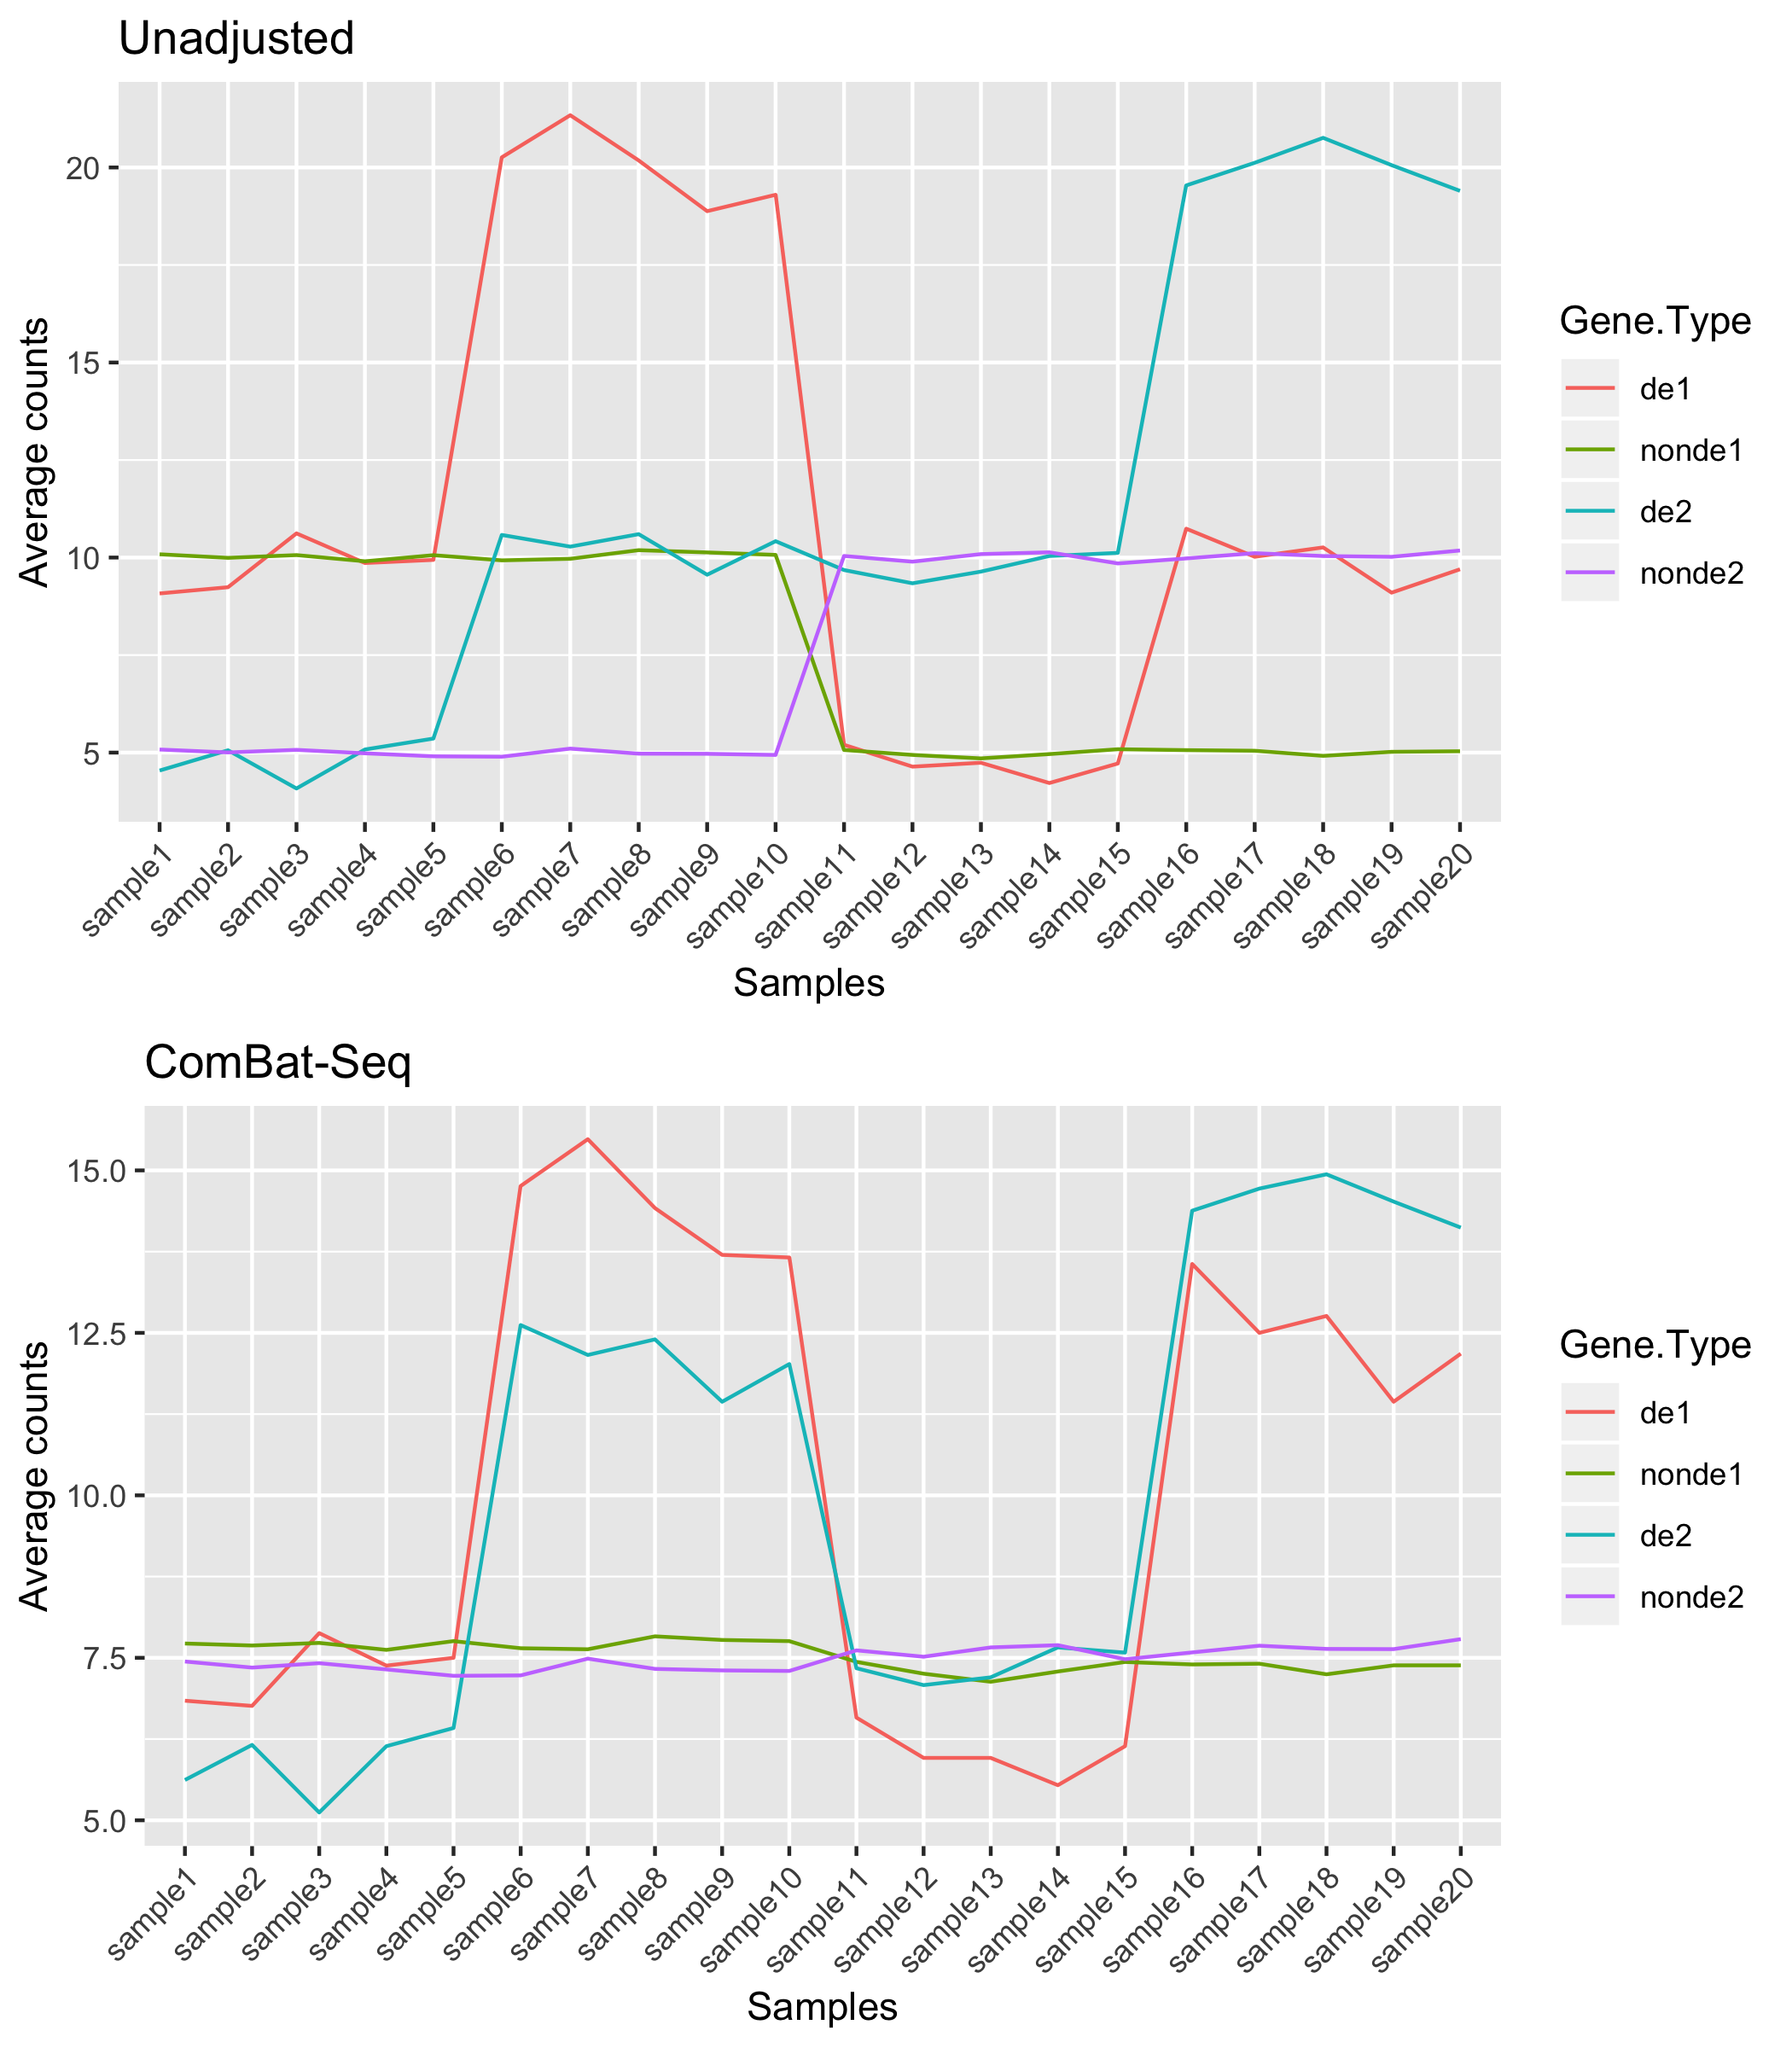 Unadjusted
20
15
10
5
Average counts
sample1
sample2
sample3
sample4
sample5
sample6
sample7
sample8
sample9
sample10
sample11
sample12
sample13
sample14
sample15
sample16
sample17
sample18
sample19
sample20
Samples
Gene.Type
de1
nonde1
de2
nonde2
ComBat-Seq
15.0
12.5
10.0
7.5
5.0
Average counts
sample1
sample2
sample3
sample4
sample5
sample6
sample7
sample8
sample9
sample10
sample11
sample12
sample13
sample14
sample15
sample16
sample17
sample18
sample19
sample20
Samples
Gene.Type
de1
nonde1
de2
nonde2